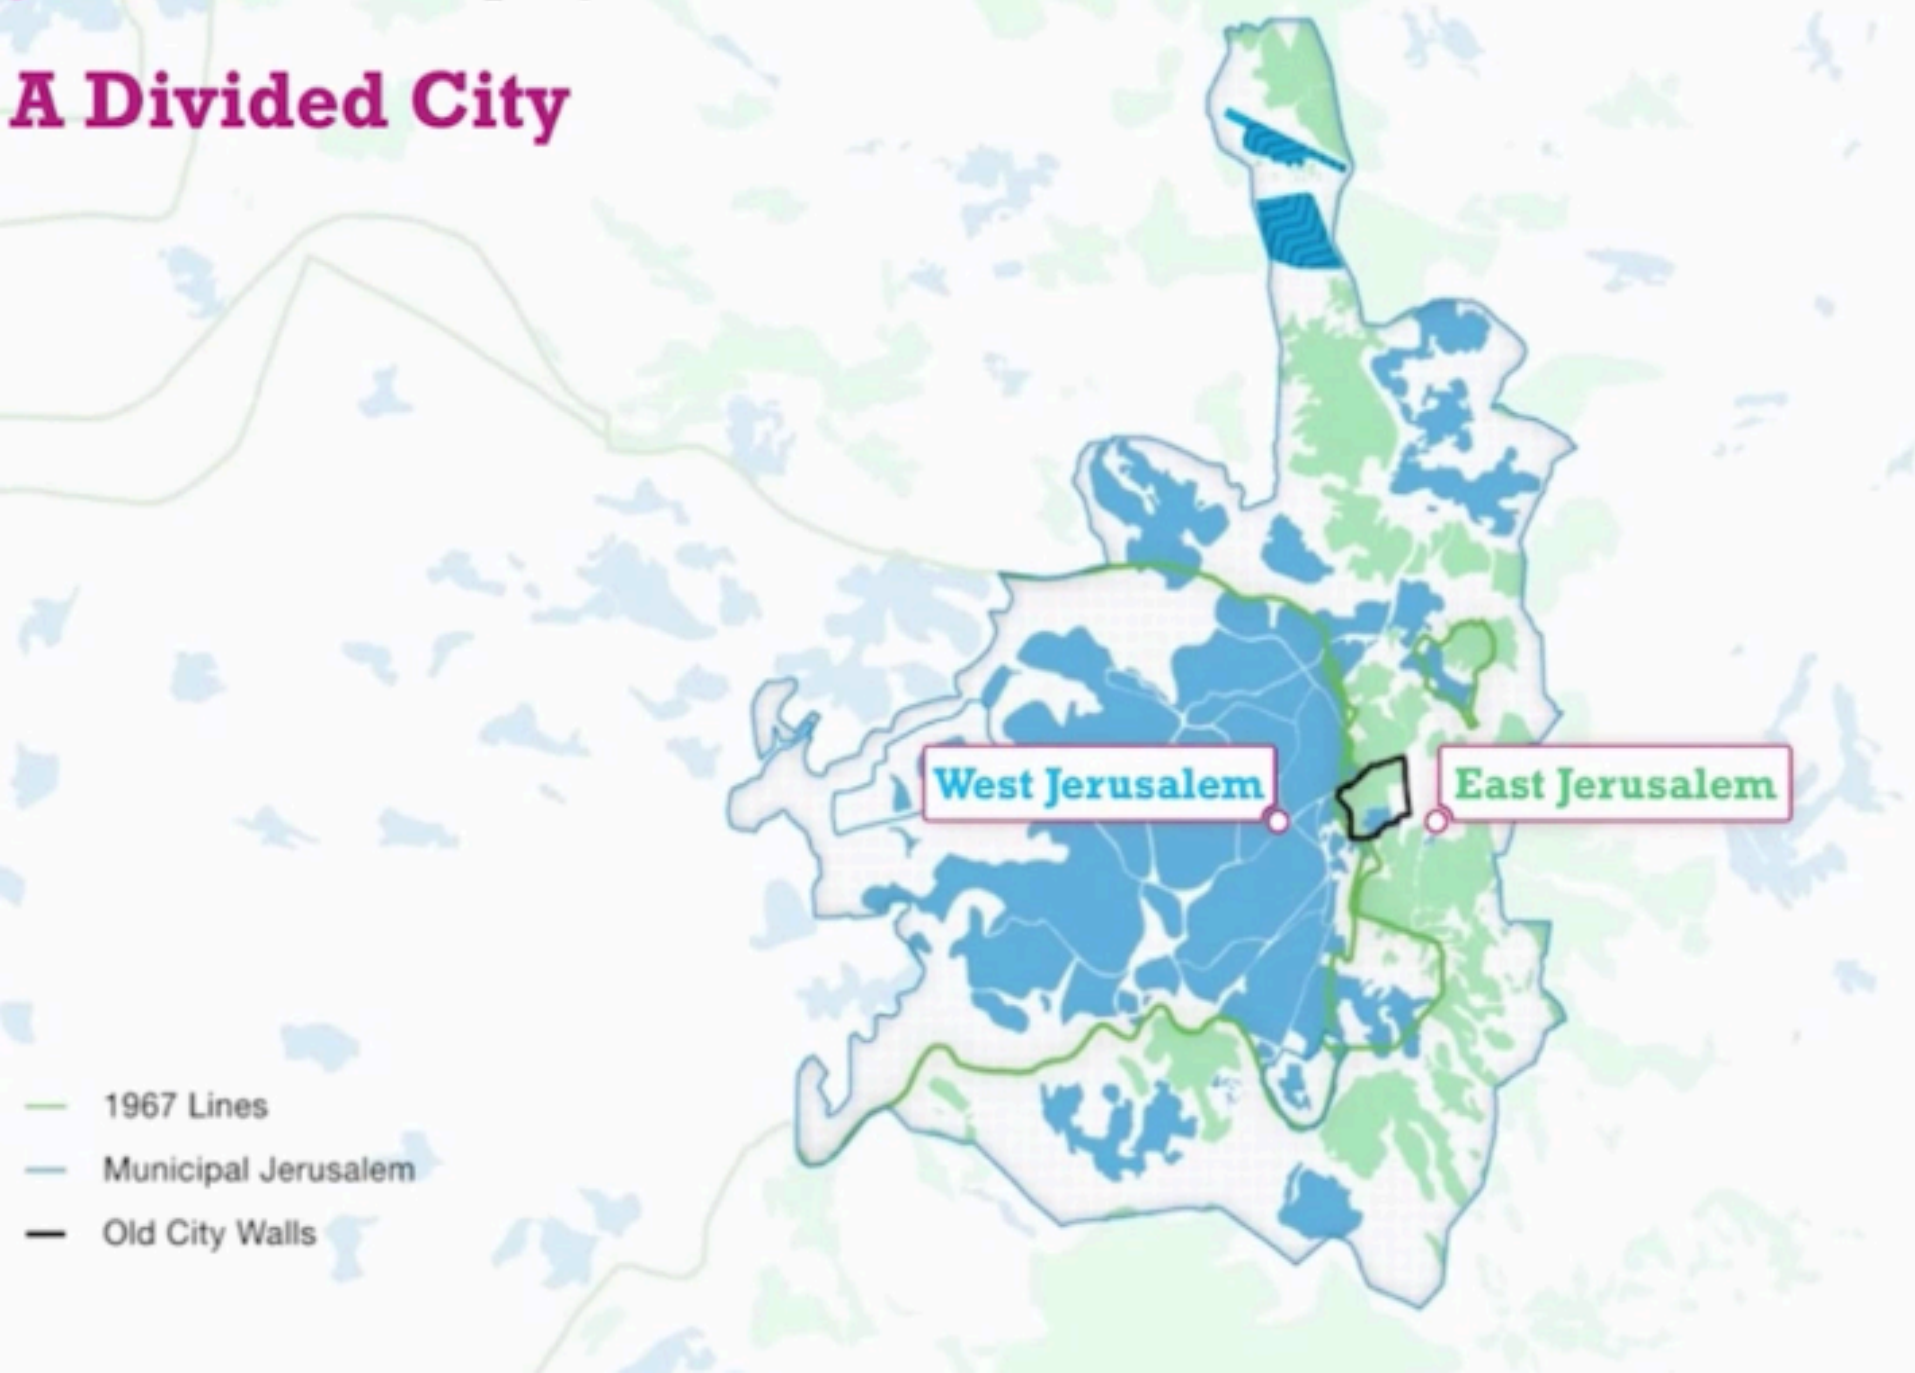 A Divided City
West Jerusalem
East Jerusalem
1967 Lines
Municipal Jerusalem
Old City Walls